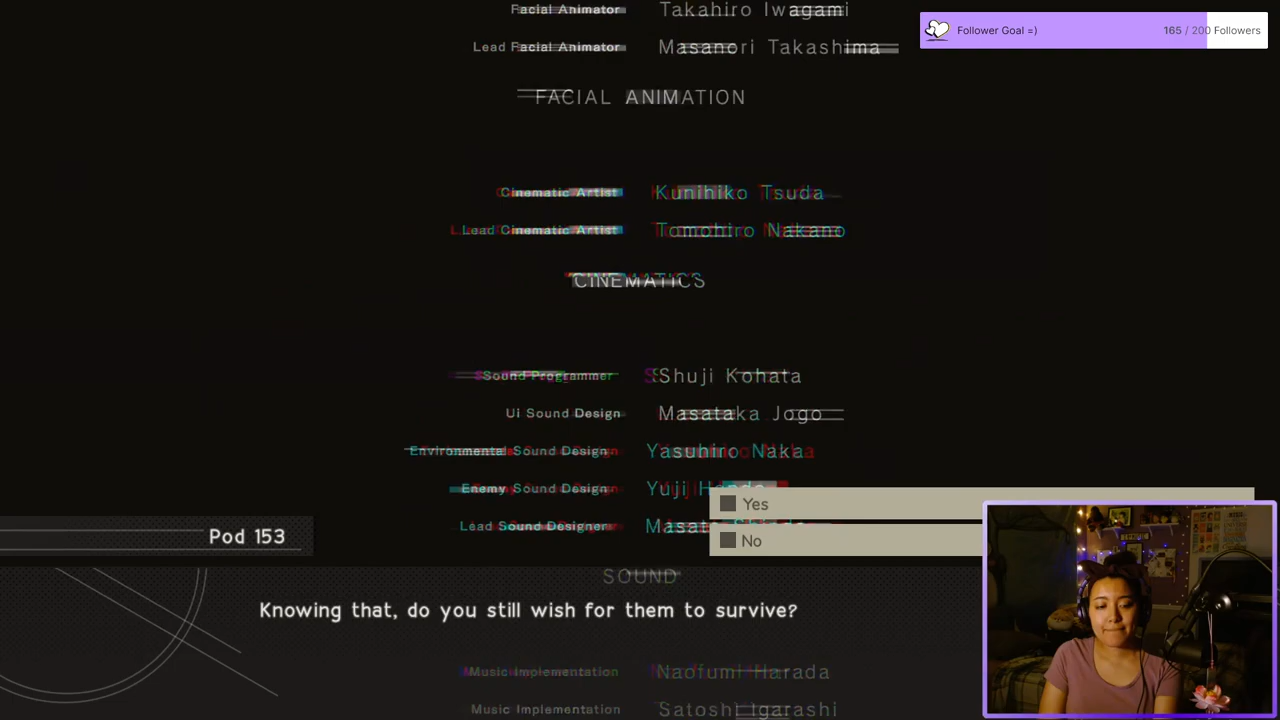 Facial Animator Takahiro Iwagami
Follower Goal =) 165 / 200 Followers
Lead Facial Animator Masanori Takashima
FACIAL ANIMATION
Cinematic Artist Kunihiko Tsuda
Lead Cinematic Artist Tomohiro Nakano
CINEMATICS
Sound Programmer Shuji Kohata
Ui Sound Design Masataka Jogo
Environmental Sound Design Yasuhiro Naka
Enemy Sound Design Yuji
Yes
Lead Sound Designer
No
Pod 153
SOUND
Knowing that, do you still wish for them to survive?
Music Implementation Naofumi Harada
Music Implementation Satoshi Igarashi